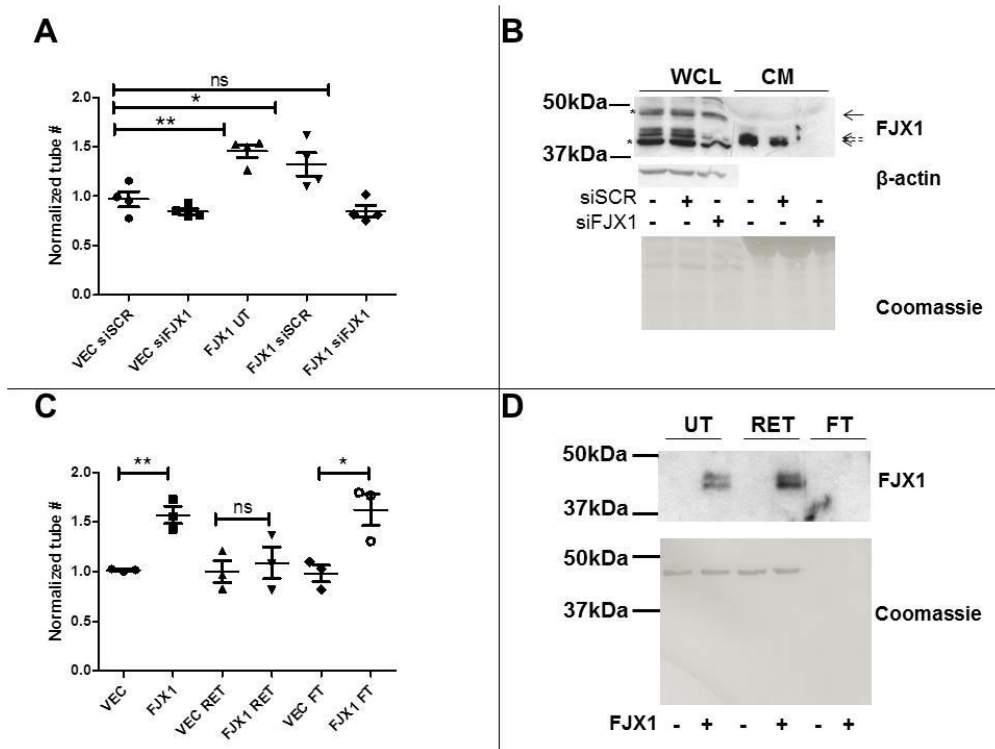 A
ns
*
**
2.0
1.5
1.0
0.5
0.0
Normalized tube #
VEC siSCR
VEC siFJX1
FJX1 UT
FJX1 siSCR
FJX1 siFJX1
B
WCL CM
50kDa
*
*
37kDa
FJX1
β-actin
siSCR - + - - + -
siFJX1 - - + - - +
Coomassie
C
** ns *
2.0
1.5
1.0
0.5
0.0
Normalized tube #
VEC
FJX1
VEC RET
FJX1 RET
VEC FT
FJX1 FT
D
UT RET FT
50kDa
37kDa
FJX1
50kDa
37kDa
Coomassie
FJX1 - + - + - +